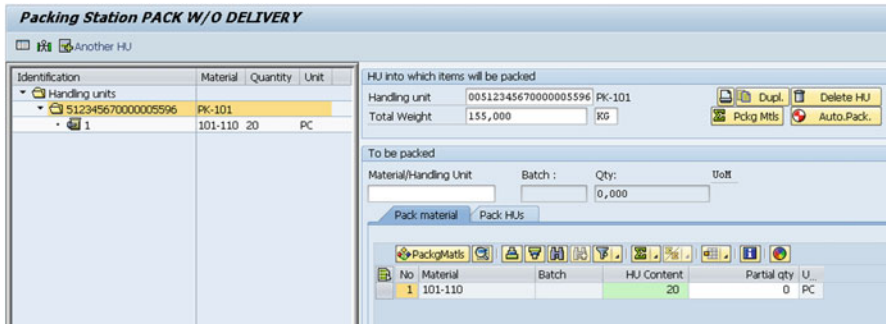 Packing Station PACK W/O DELIVERY
Another HU
Identification Material Quantity Unit
Handling units
512345670000005596 PK-101
1 101-110 20 PC
HU into which items will be packed
Handling unit 00512345670000005596 PK-101 Dupl. Delete HU
Total Weight 155,000 KG Pckg Mtls Auto.Pack.
To be packed
Material/Handling Unit Batch : Qty: UoM
0,000
Pack material Pack HUs
PackgMatls
No Material Batch HU Content Partial qty U...
1 101-110 20 0 PC